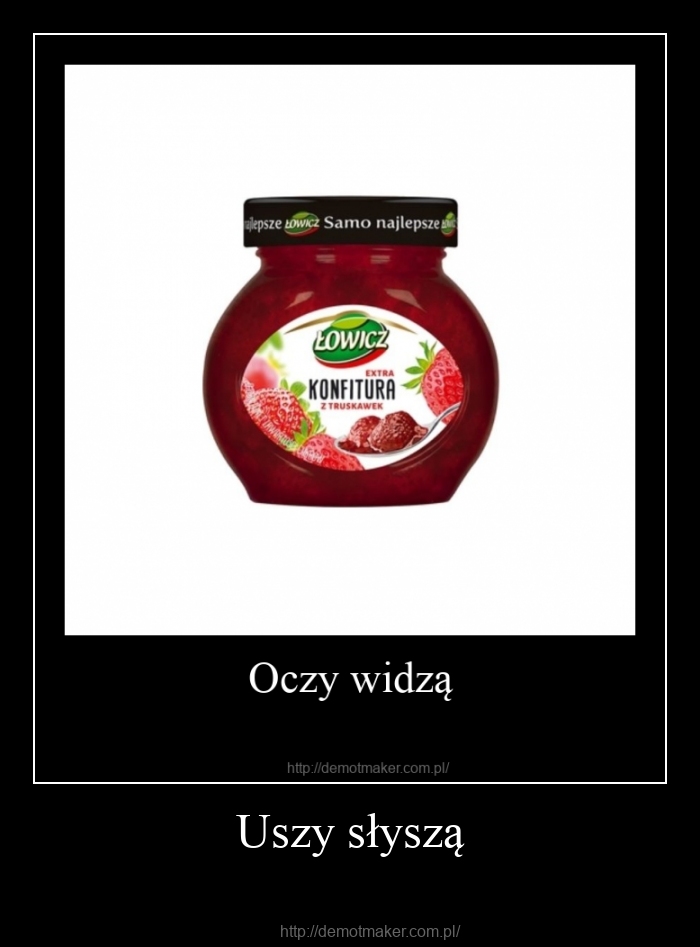 najlepsze ŁOWICZ Samo najlepsze
ŁOWICZ
EXTRA
KONFITURA
Z TRUSKAWEK
Oczy widzą
http://demotmaker.com.pl/
Uszy słyszą
http://demotmaker.com.pl/